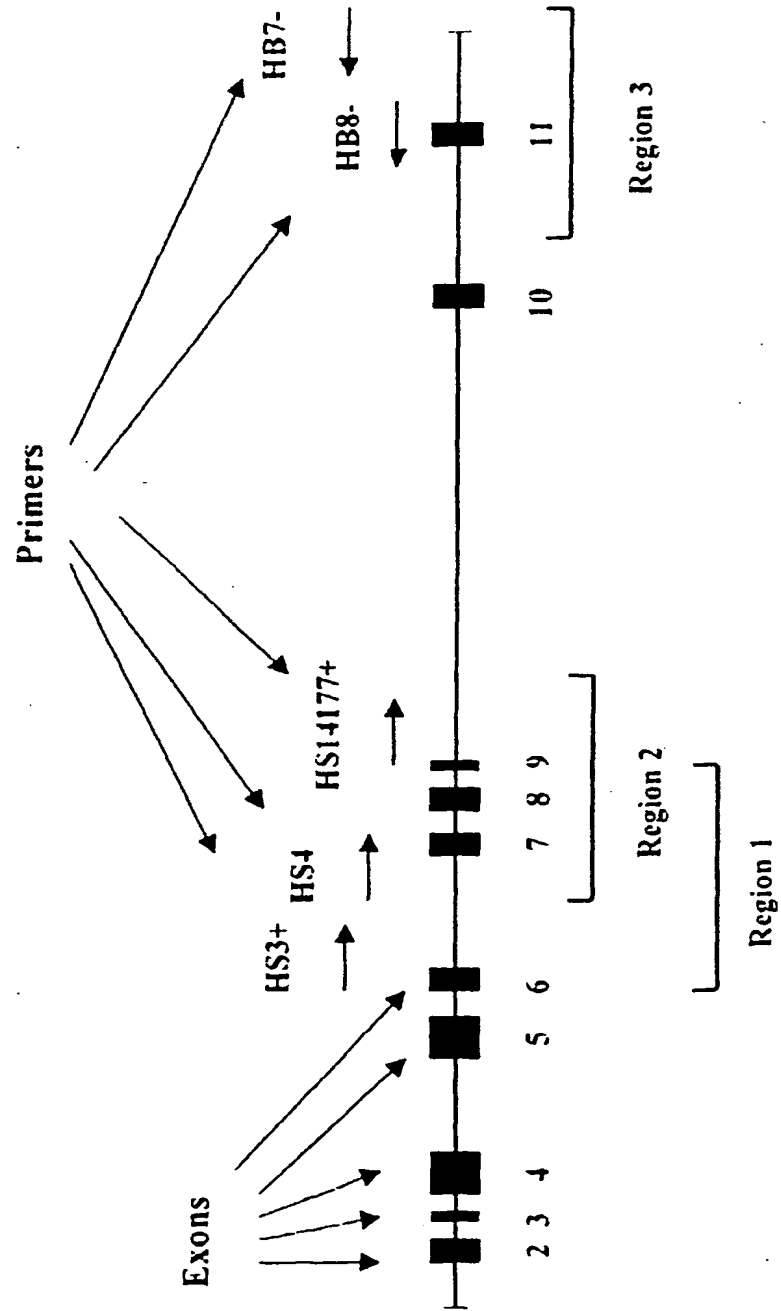 Primers
Exons
HS3+
HS4
HS14177+
HB8-
HB7-
2 3 4 5 6 7 8 9 10 11
Region 2
Region 3
Region 1